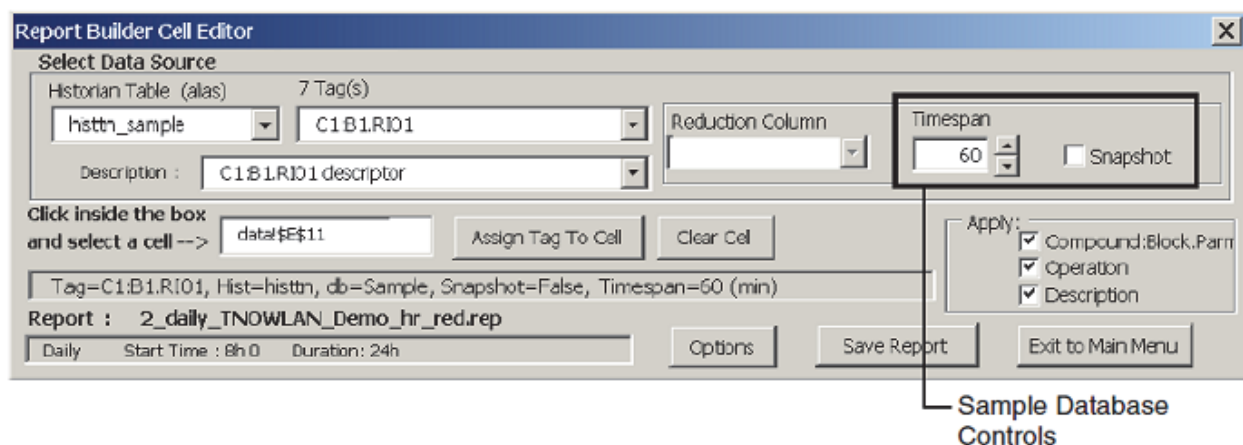 Report Builder Cell Editor
Select Data Source
Historian Table (alas)
7 Tag(s)
histtn_sample
C1:B1.RI01
Reduction Column
Timespan
60
Snapshot
Description :
C1:B1.RI01 descriptor
Click inside the box
and select a cell -->
data!$E$11
Assign Tag To Cell
Clear Cell
Apply:
Compound:Block.Parm
Operation
Description
Tag=C1:B1.RI01, Hist=histtn, db=Sample, Snapshot=False, Timespan=60 (min)
Report : 2_daily_TNOWLAN_Demo_hr_red.rep
Daily Start Time : 8h 0 Duration: 24h
Options
Save Report
Exit to Main Menu
Sample Database
Controls